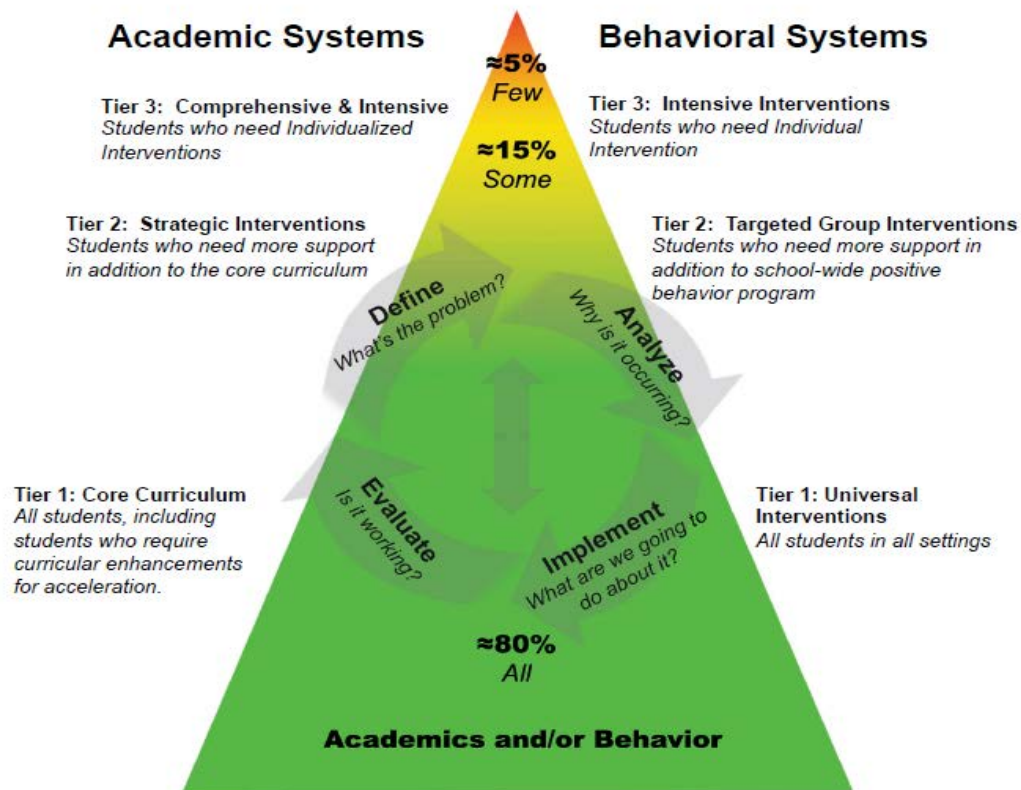 Academic Systems
Behavioral Systems
≈5%
Few
Tier 3: Comprehensive & Intensive
Students who need Individualized
Interventions
Tier 3: Intensive Interventions
Students who need Individual
Intervention
≈15%
Some
Tier 2: Strategic Interventions
Students who need more support
in addition to the core curriculum
Tier 2: Targeted Group Interventions
Students who need more support in
addition to school-wide positive
behavior program
Define
What's the problem?
Analyze
Why is it occurring?
Tier 1: Core Curriculum
All students, including
students who require
curricular enhancements
for acceleration.
Evaluate
Is it working?
Implement
What are we going to
do about it?
Tier 1: Universal
Interventions
All students in all settings
≈80%
All
Academics and/or Behavior